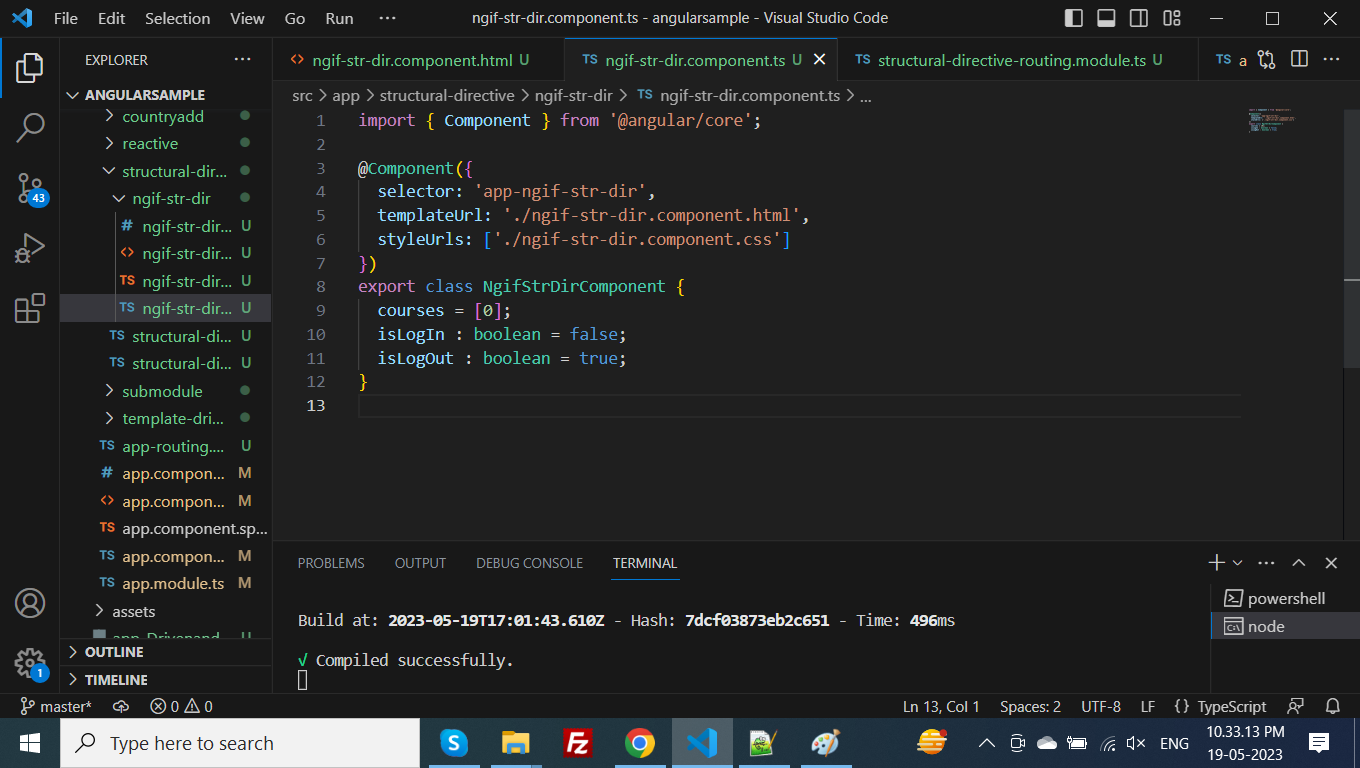 File Edit Selection View Go Run ··· ngif-str-dir.component.ts - angularsample - Visual Studio Code
EXPLORER ···
ngif-str-dir.component.html U
TS ngif-str-dir.component.ts U
TS structural-directive-routing.module.ts U
TS a
ANGULARSAMPLE
countryadd
reactive
structural-dir...
ngif-str-dir
# ngif-str-dir... U
<> ngif-str-dir... U
TS ngif-str-dir... U
TS ngif-str-dir... U
TS structural-di... U
TS structural-di... U
submodule
template-dri...
TS app-routing.... U
# app.compon... M
<> app.compon... M
TS app.component.sp...
TS app.compon... M
TS app.module.ts M
assets
app-Drivenand... U
OUTLINE
TIMELINE
43
1
src > app > structural-directive > ngif-str-dir > TS ngif-str-dir.component.ts > ...
1 import { Component } from '@angular/core';
2
3 @Component({
4 selector: 'app-ngif-str-dir',
5 templateUrl: './ngif-str-dir.component.html',
6 styleUrls: ['./ngif-str-dir.component.css']
7 })
8 export class NgifStrDirComponent {
9 courses = [0];
10 isLogIn : boolean = false;
11 isLogOut : boolean = true;
12 }
13
PROBLEMS OUTPUT DEBUG CONSOLE TERMINAL
Build at: 2023-05-19T17:01:43.610Z - Hash: 7dcf03873eb2c651 - Time: 496ms
√ Compiled successfully.
powershell
node
master* 0 0 Ln 13, Col 1 Spaces: 2 UTF-8 LF {} TypeScript
Type here to search
ENG
10.33.13 PM
19-05-2023